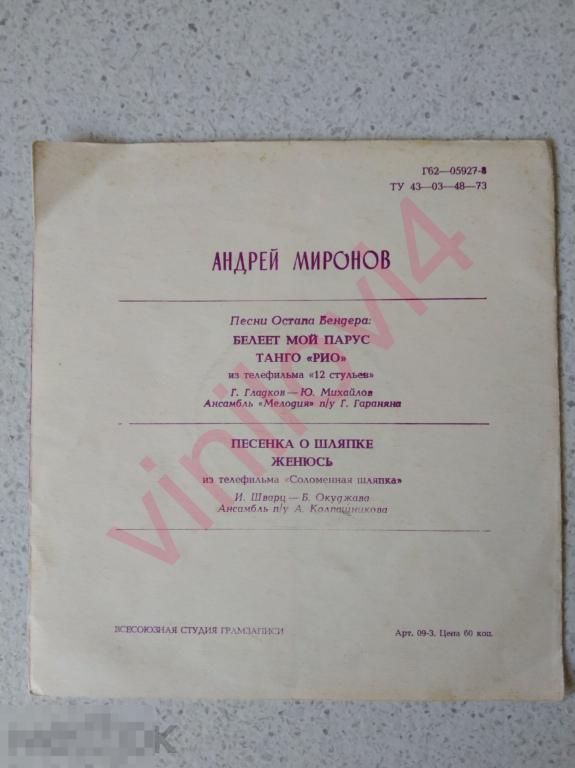 Г62—05927-8
ТУ 43—03—48—73
АНДРЕЙ МИРОНОВ
Песни Остапа Бендера:
БЕЛЕЕТ МОЙ ПАРУС
ТАНГО «РИО»
из телефильма «12 стульев»
Г. Гладков — Ю. Михайлов
Ансамбль «Мелодия» п/у Г. Гараняна
ПЕСЕНКА О ШЛЯПКЕ
ЖЕНЮСЬ
из телефильма «Соломенная шляпка»
И. Шварц — Б. Окуджава
Ансамбль п/у А. Колпашникова
ВСЕСОЮЗНАЯ СТУДИЯ ГРАМЗАПИСИ
Арт. 09-3. Цена 60 коп.
vinilovi4